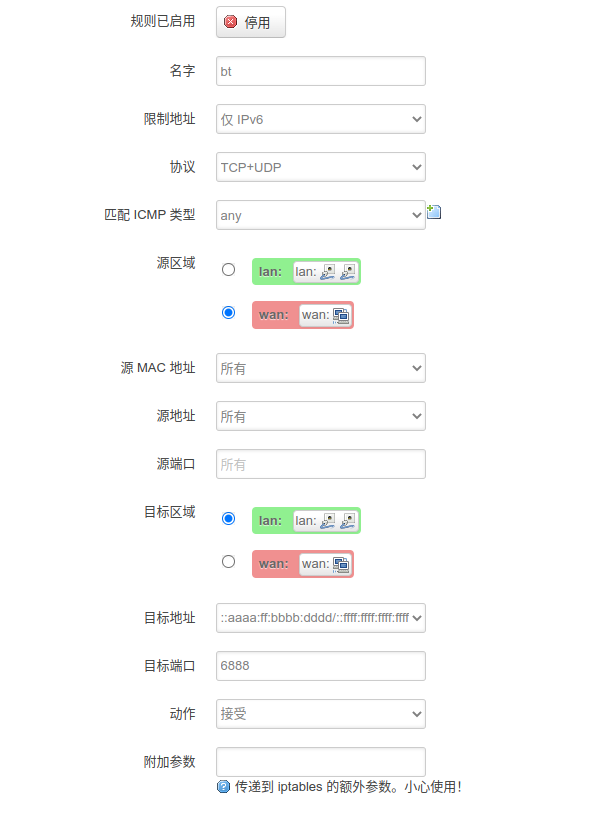 规则已启用 停用
名字 bt
限制地址 仅 IPv6
协议 TCP+UDP
匹配 ICMP 类型 any
源区域 lan: lan:
wan: wan:
源 MAC 地址 所有
源地址 所有
源端口 所有
目标区域 lan: lan:
wan: wan:
目标地址 ::aaaa:ff:bbbb:dddd/::ffff:ffff:ffff:ffff
目标端口 6888
动作 接受
附加参数
传递到 iptables 的额外参数。小心使用!